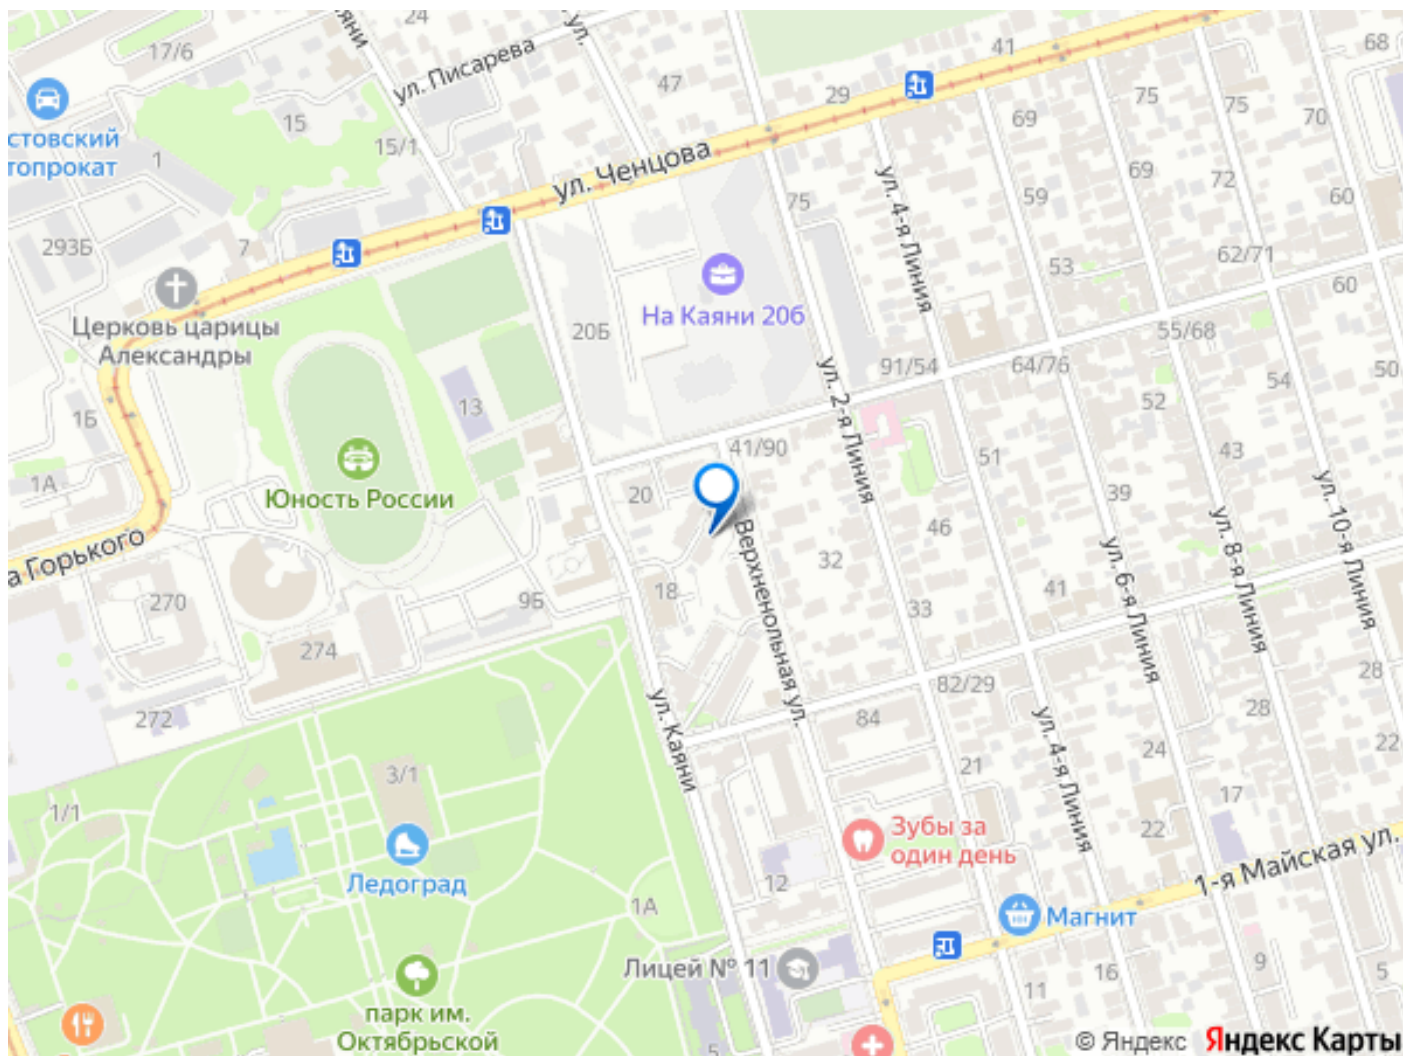 24
17/6
ул. Писарева
ул.
47
41
68
29
75
75
70
69
стовский
топрокат
1
15
15/1
ул. Ченцова
69
72
60
59
75
ул. 4-я Линия
293Б
7
53
62/71
60
Церковь царицы
Александры
На Каяни 20б
20Б
55/68
91/54
64/76
54
50
52
1Б
13
ул. 2-я Линия
41/90
51
43
1А
Юность России
20
39
46
ул. 10-я Линия
ул. 8-я Линия
а Горького
Верхненольная ул.
32
ул. 6-я Линия
270
9Б
18
33
41
274
272
82/29
28
28
84
ул. Каяни
ул. 4-я Линия
24
22
21
3/1
1/1
17
22
Зубы за
один день
1-я Майская ул.
Ледоград
12
1А
Магнит
Лицей № 11
16
9
5
11
парк им.
Октябрьской
5
© Яндекс Яндекс Карты